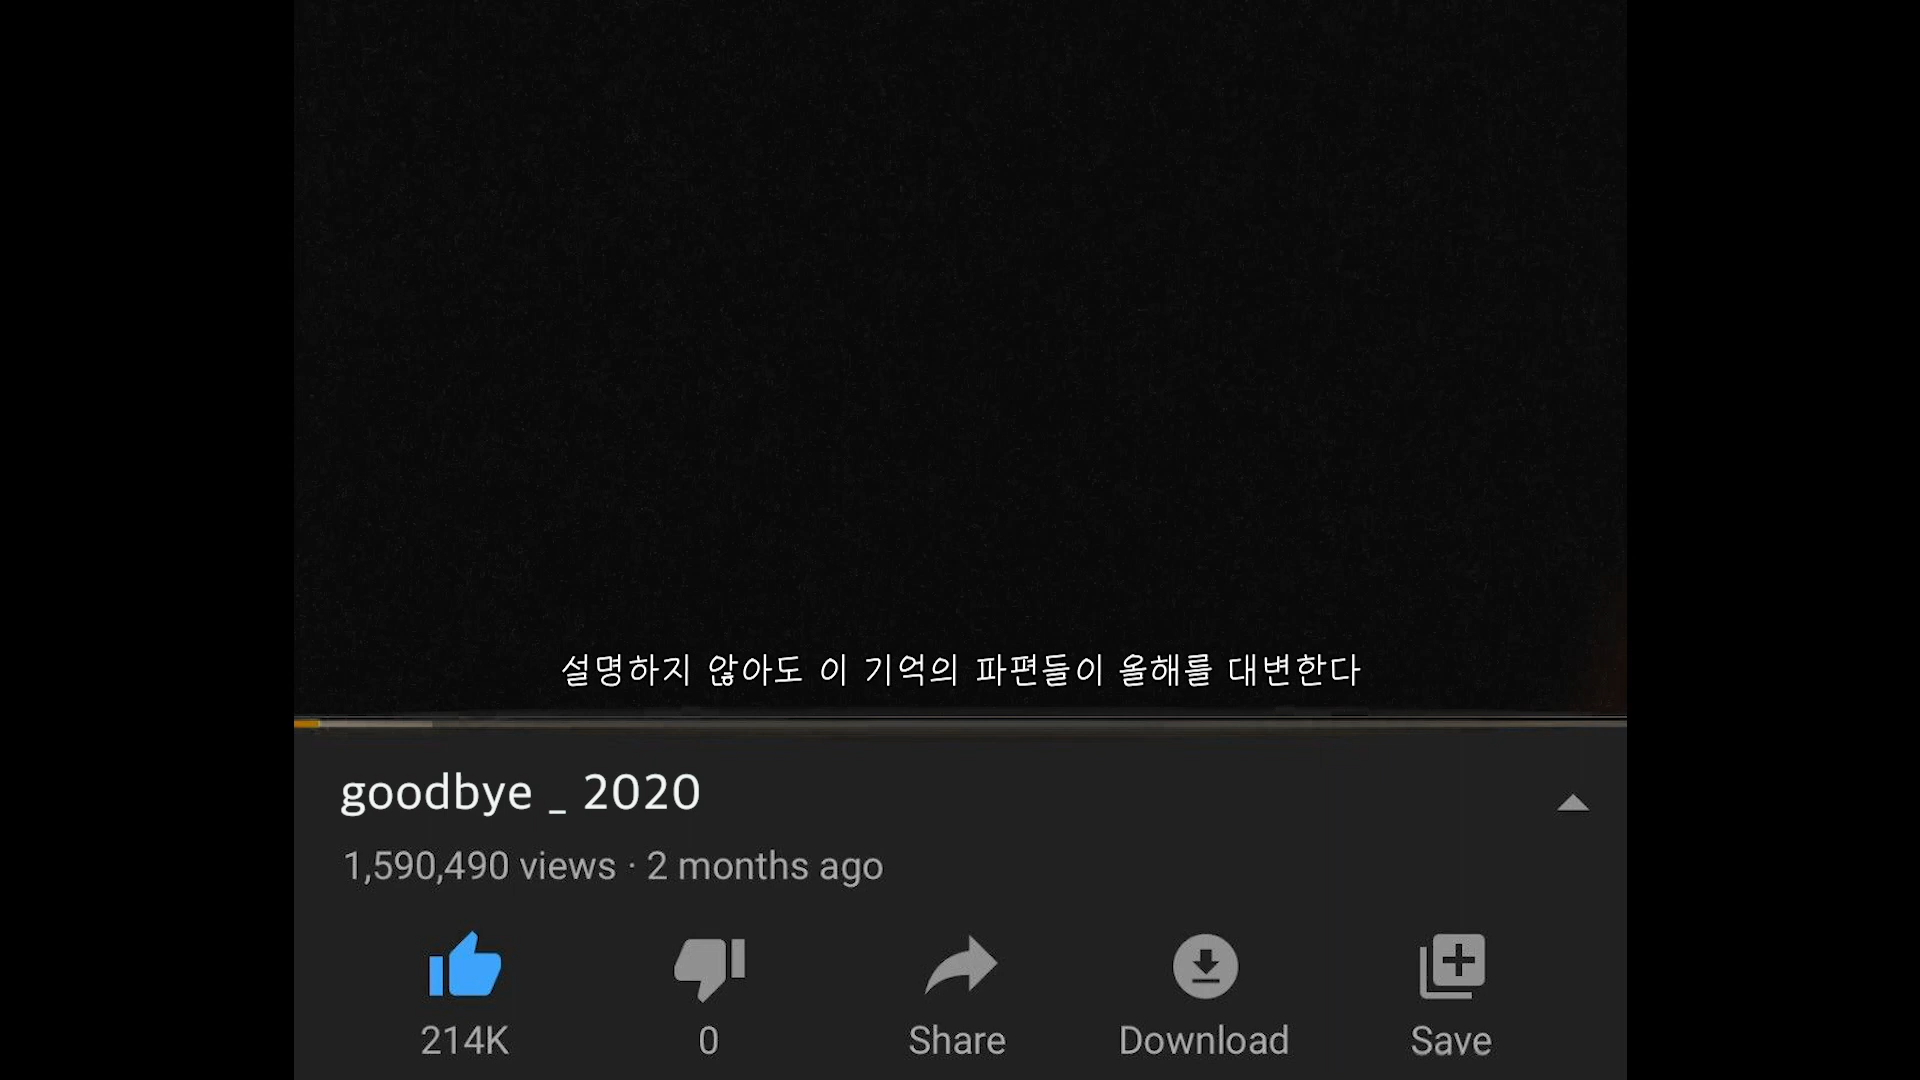 설명하지 않아도 이 기억의 파편들이 올해를 대변한다
goodbye _ 2020
1,590,490 views · 2 months ago
214K
0
Share
Download
Save